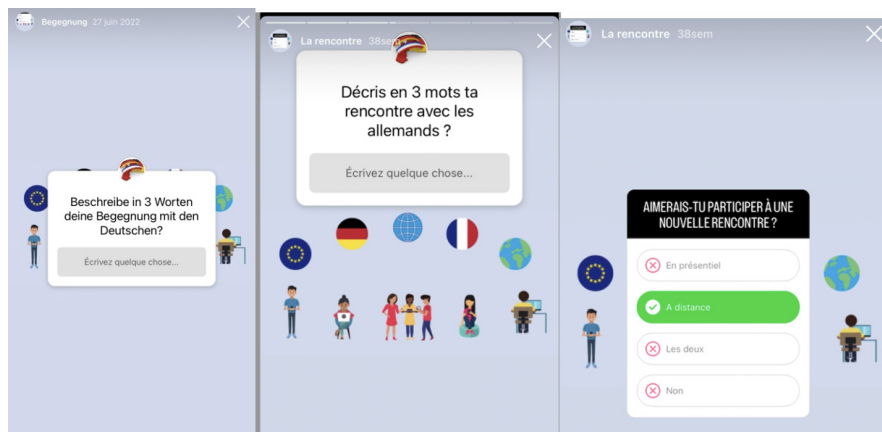 Begegnung 27 juin 2022
Beschreibe in 3 Worten
deine Begegnung mit den
Deutschen?
Écrivez quelque chose...
La rencontre 38sem
Décris en 3 mots ta
rencontre avec les
allemands ?
Écrivez quelque chose...
La rencontre 38sem
AIMERAIS-TU PARTICIPER À UNE
NOUVELLE RENCONTRE ?
En présentiel
A distance
Les deux
Non